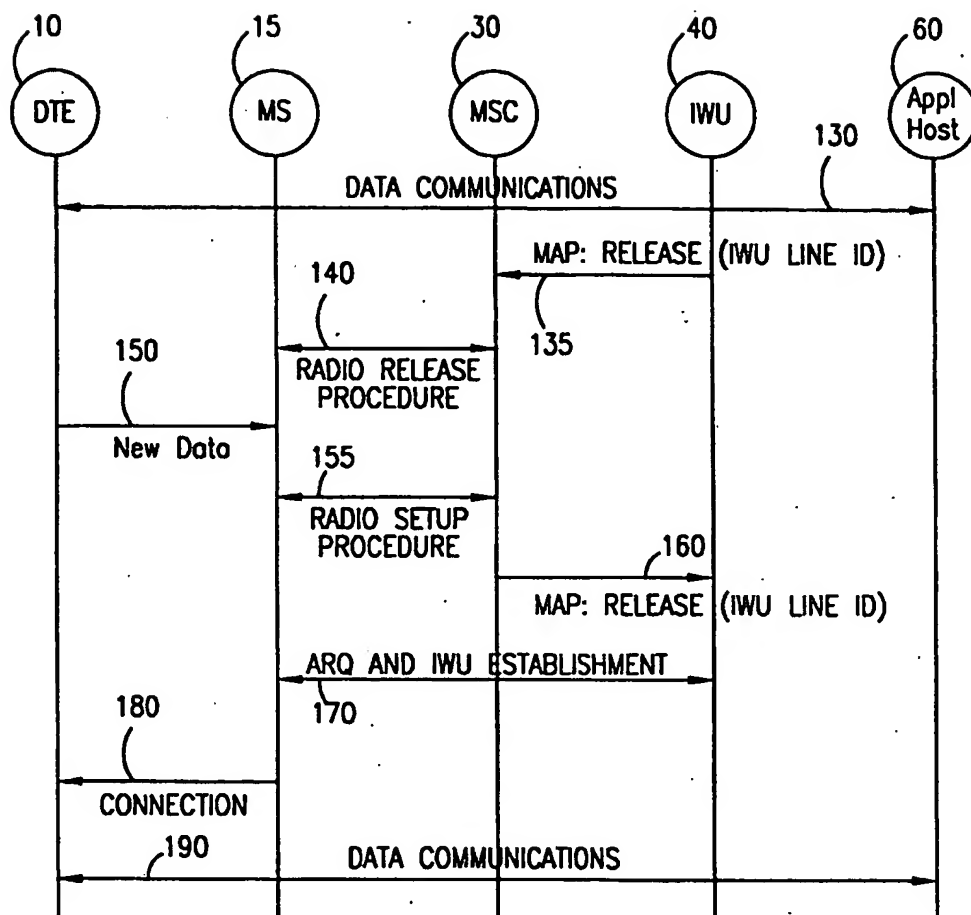 10 15 30 40 60
DTE MS MSC IWU Appl
Host
130
DATA COMMUNICATIONS
MAP: RELEASE (IWU LINE ID)
140
135
150
RADIO RELEASE
PROCEDURE
New Data
155
RADIO SETUP
PROCEDURE
160
MAP: RELEASE (IWU LINE ID)
ARQ AND IWU ESTABLISHMENT
170
180
CONNECTION
190
DATA COMMUNICATIONS